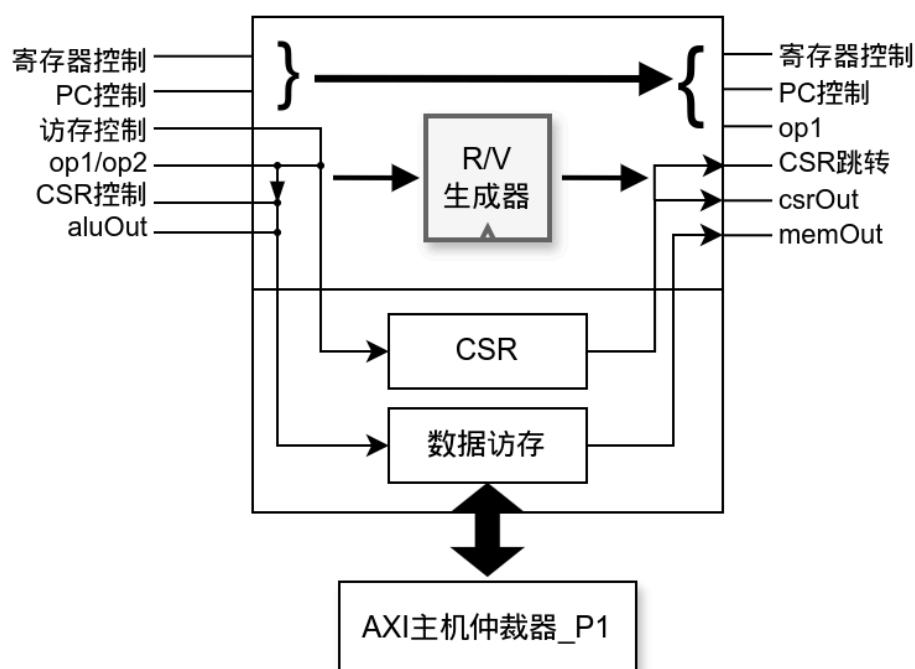 寄存器控制
PC控制
访存控制
op1/op2
CSR控制
aluOut
R/V
生成器
寄存器控制
PC控制
op1
CSR跳转
csrOut
memOut
CSR
数据访存
AXI主机仲裁器_P1